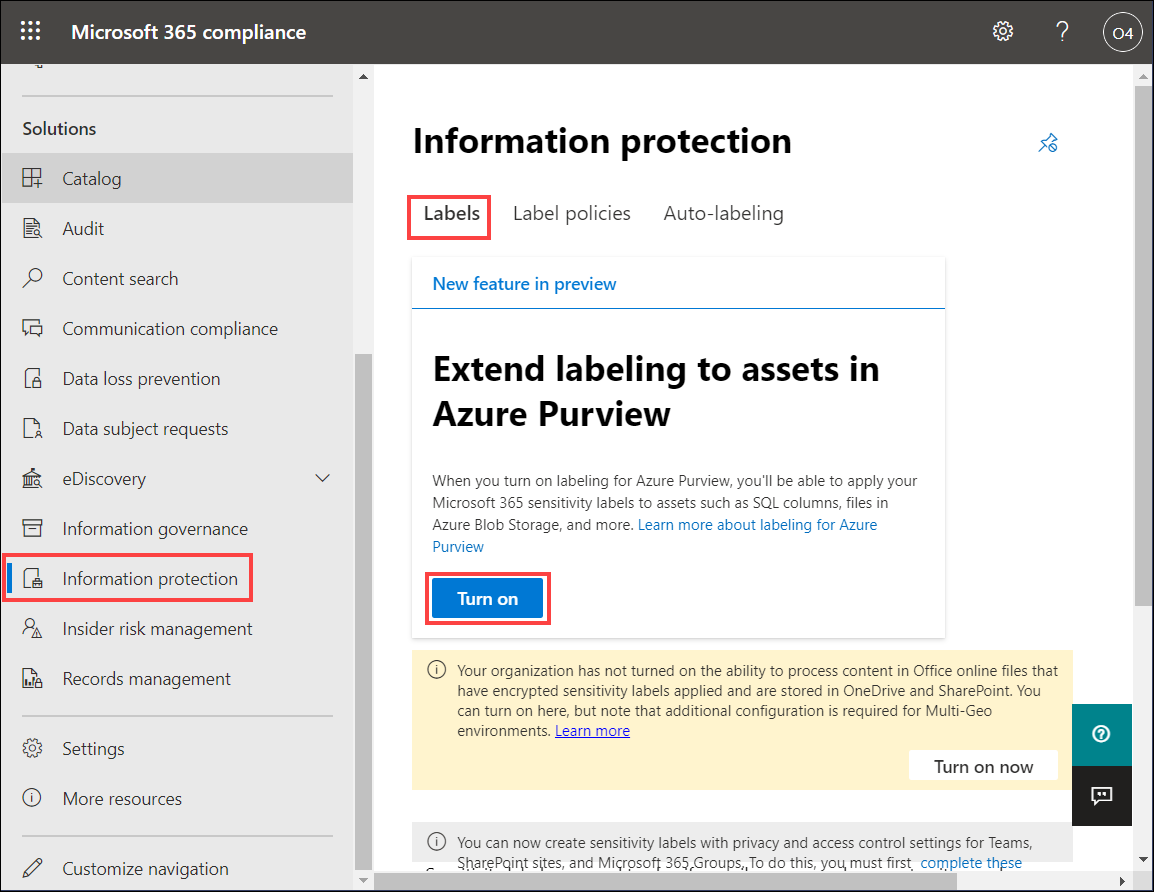 Microsoft 365 compliance
O4
Solutions
Catalog
Audit
Content search
Communication compliance
Data loss prevention
Data subject requests
eDiscovery
Information governance
Information protection
Insider risk management
Records management
Settings
More resources
Customize navigation
Information protection
Labels
Label policies
Auto-labeling
New feature in preview
Extend labeling to assets in
Azure Purview
When you turn on labeling for Azure Purview, you'll be able to apply your
Microsoft 365 sensitivity labels to assets such as SQL columns, files in
Azure Blob Storage, and more. Learn more about labeling for Azure
Purview
Turn on
Your organization has not turned on the ability to process content in Office online files that
have encrypted sensitivity labels applied and are stored in OneDrive and SharePoint. You
can turn on here, but note that additional configuration is required for Multi-Geo
environments. Learn more
Turn on now
You can now create sensitivity labels with privacy and access control settings for Teams,
SharePoint sites, and Microsoft 365 Groups. To do this, you must first complete these